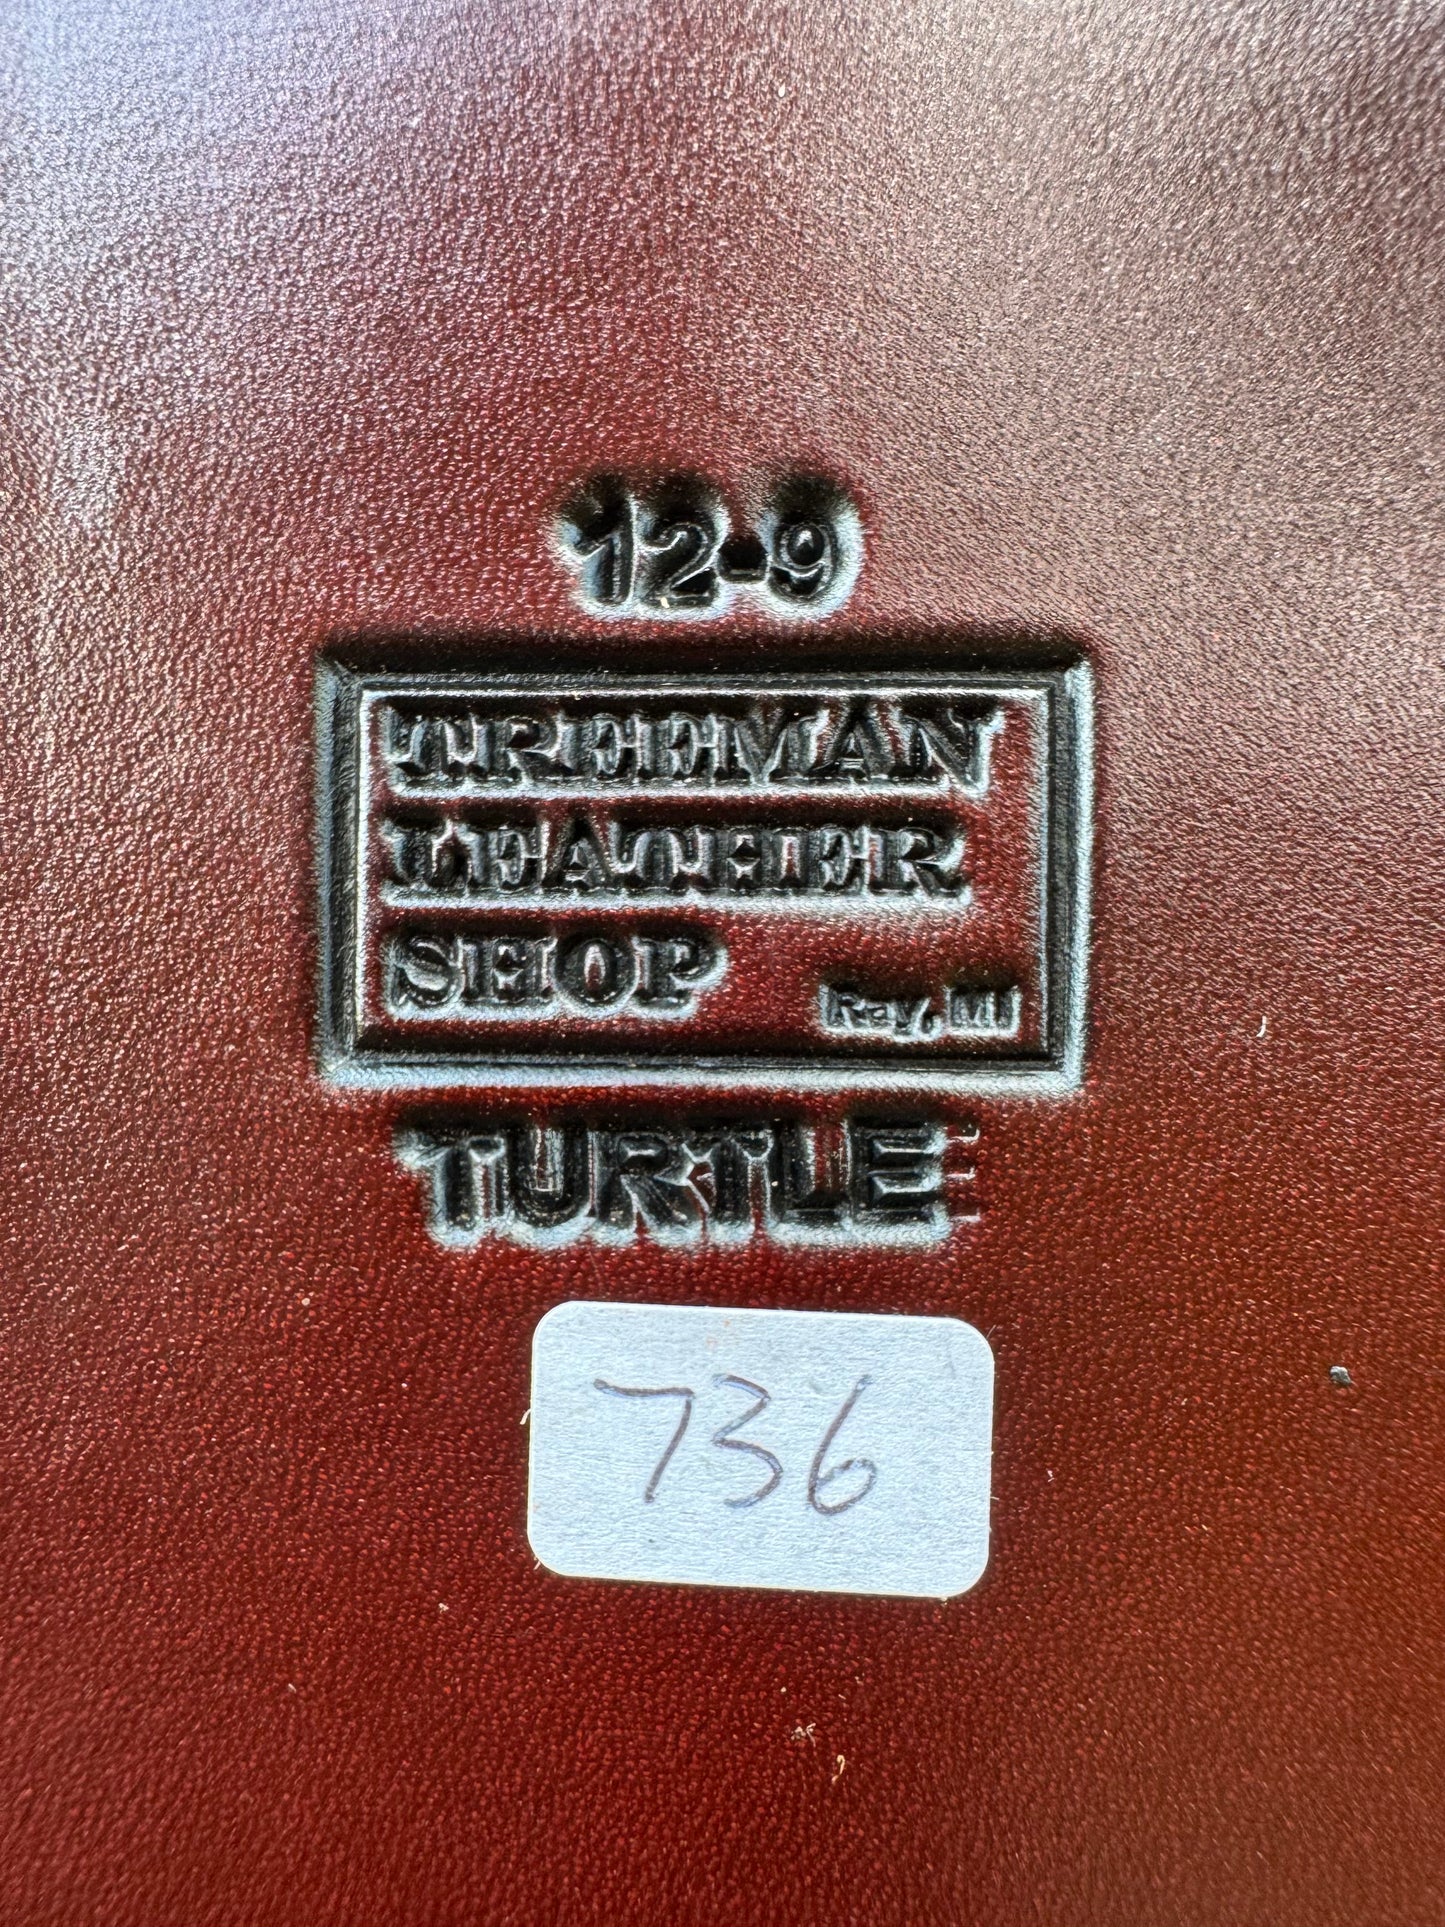 12-9
TREEMAN
LEATHER
SHOP Ray, MI
TURTLE
736